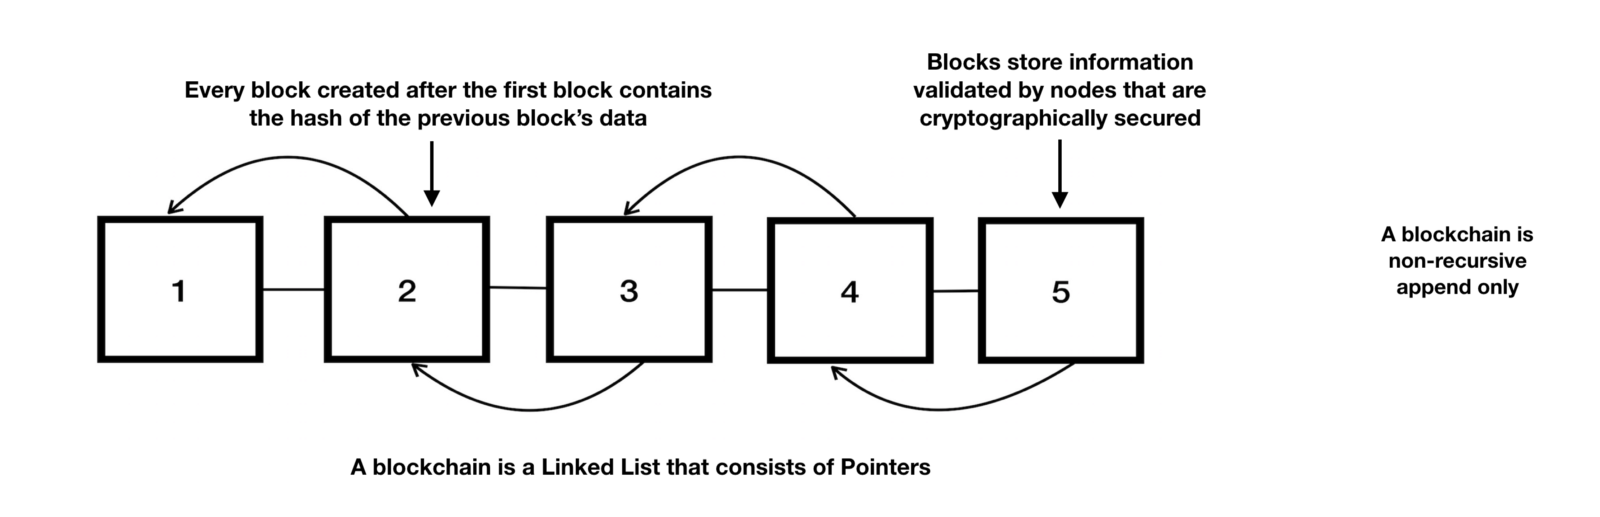 Every block created after the first block contains
the hash of the previous block’s data
Blocks store information
validated by nodes that are
cryptographically secured
1
2
3
4
5
A blockchain is
non-recursive
append only
A blockchain is a Linked List that consists of Pointers